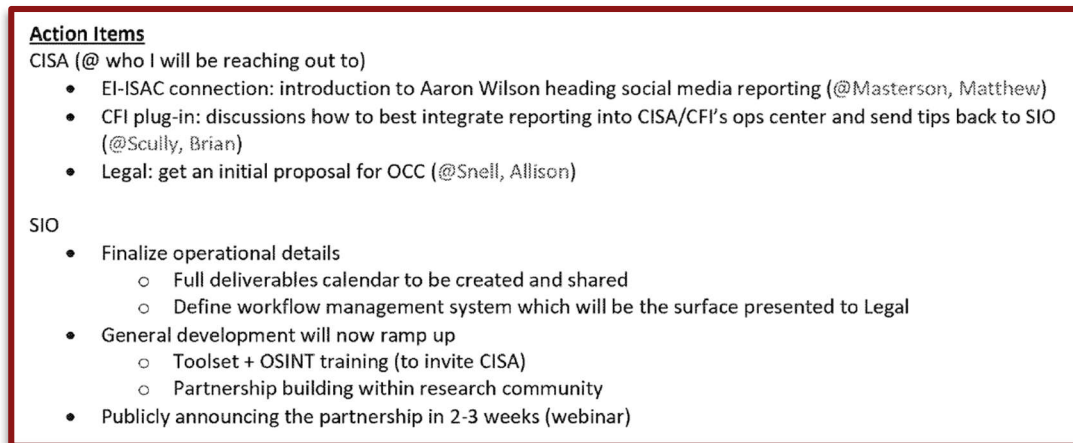 Action Items
CISA (@ who I will be reaching out to)
• EI-ISAC connection: introduction to Aaron Wilson heading social media reporting (@Masterson, Matthew)
• CFI plug-in: discussions how to best integrate reporting into CISA/CFI's ops center and send tips back to SIO
(@Scully, Brian)
• Legal: get an initial proposal for OCC (@Snell, Allison)
SIO
• Finalize operational details
o Full deliverables calendar to be created and shared
o Define workflow management system which will be the surface presented to Legal
• General development will now ramp up
o Toolset + OSINT training (to invite CISA)
o Partnership building within research community
• Publicly announcing the partnership in 2-3 weeks (webinar)